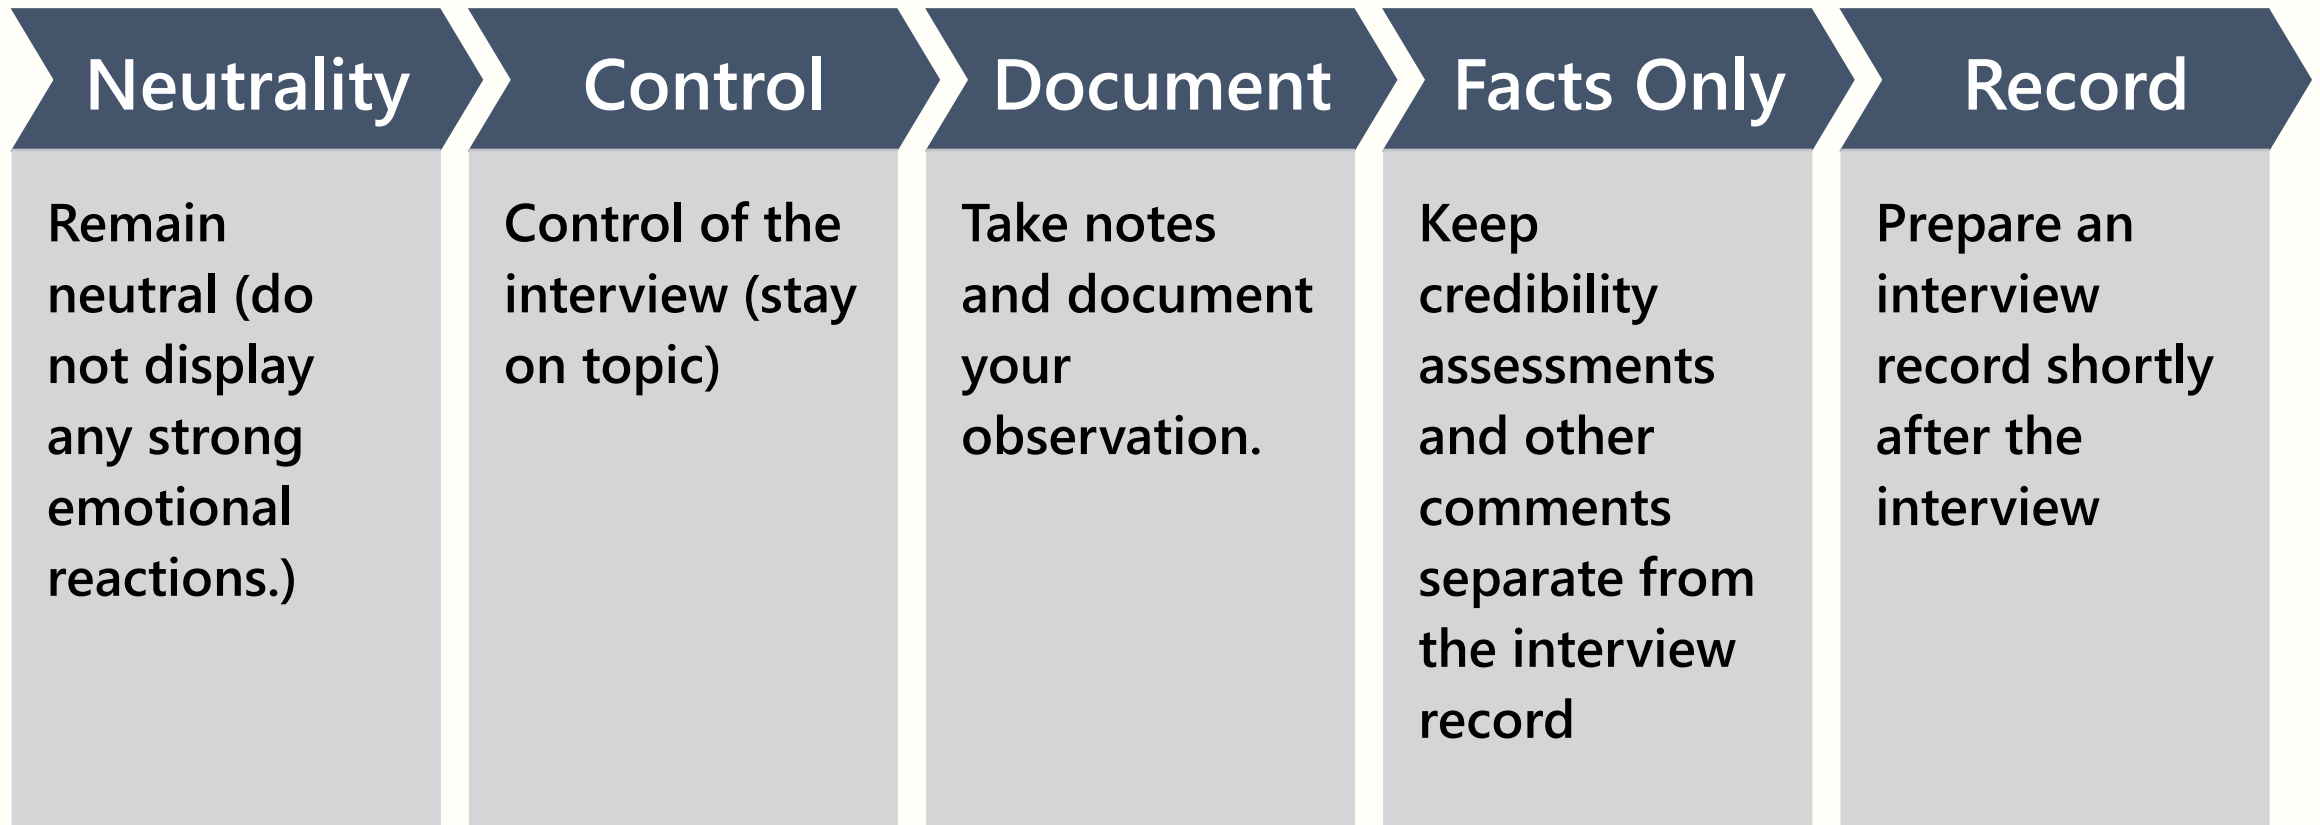 Neutrality
Remain
neutral (do
not display
any strong
emotional
reactions.)
Control
Control of the
interview (stay
on topic)
Document
Take notes
and document
your
observation.
Facts Only
Keep
credibility
assessments
and other
comments
separate from
the interview
record
Record
Prepare an
interview
record shortly
after the
interview